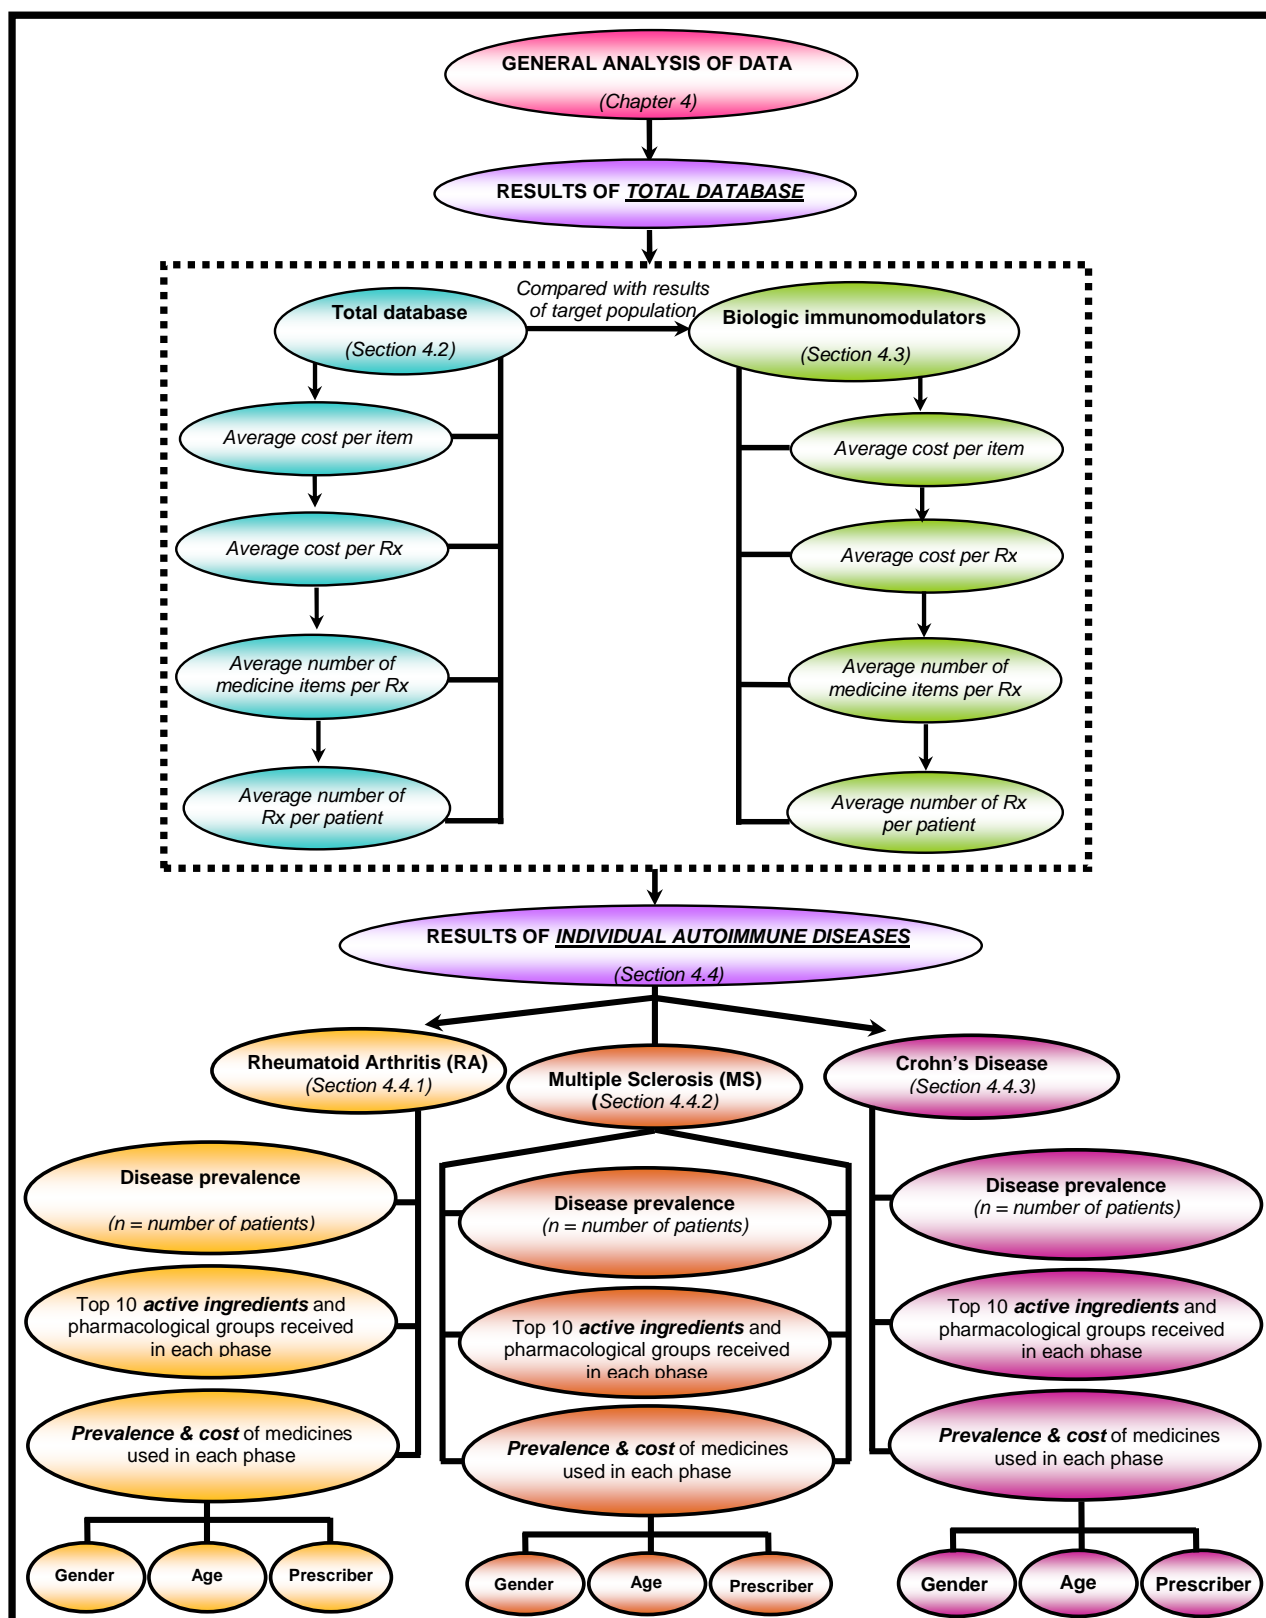 GENERAL ANALYSIS OF DATA
(Chapter 4)
RESULTS OF TOTAL DATABASE
Compared with results
of target population
Total database
(Section 4.2)
Biologic immunomodulators
(Section 4.3)
Average cost per item
Average cost per Rx
Average number of
medicine items per Rx
Average number of
Rx per patient
Average cost per item
Average cost per Rx
Average number of
medicine items per Rx
Average number of Rx
per patient
RESULTS OF INDIVIDUAL AUTOIMMUNE DISEASES
(Section 4.4)
Rheumatoid Arthritis (RA)
(Section 4.4.1)
Disease prevalence
(n = number of patients)
Top 10 active ingredients and
pharmacological groups received
in each phase
Prevalence & cost of medicines
used in each phase
Gender
Age
Prescriber
Multiple Sclerosis (MS)
(Section 4.4.2)
Disease prevalence
(n = number of patients)
Top 10 active ingredients and
pharmacological groups received
in each phase
Prevalence & cost of medicines
used in each phase
Gender
Age
Prescriber
Crohn's Disease
(Section 4.4.3)
Disease prevalence
(n = number of patients)
Top 10 active ingredients and
pharmacological groups received
in each phase
Prevalence & cost of medicines
used in each phase
Gender
Age
Prescriber